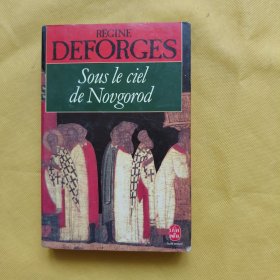 RÉGINE
DEFORGES
Sous le ciel
de Novgorod